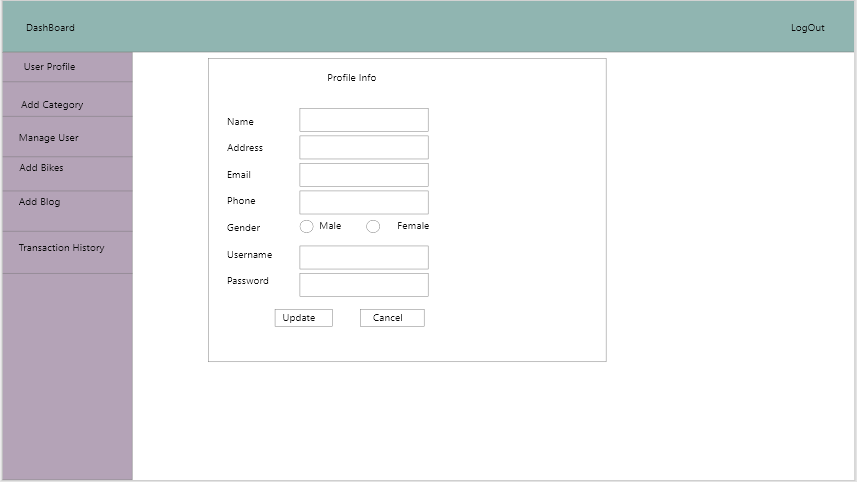 DashBoard
LogOut
User Profile
Add Category
Manage User
Add Bikes
Add Blog
Transaction History
Profile Info
Name
Address
Email
Phone
Gender Male Female
Username
Password
Update Cancel